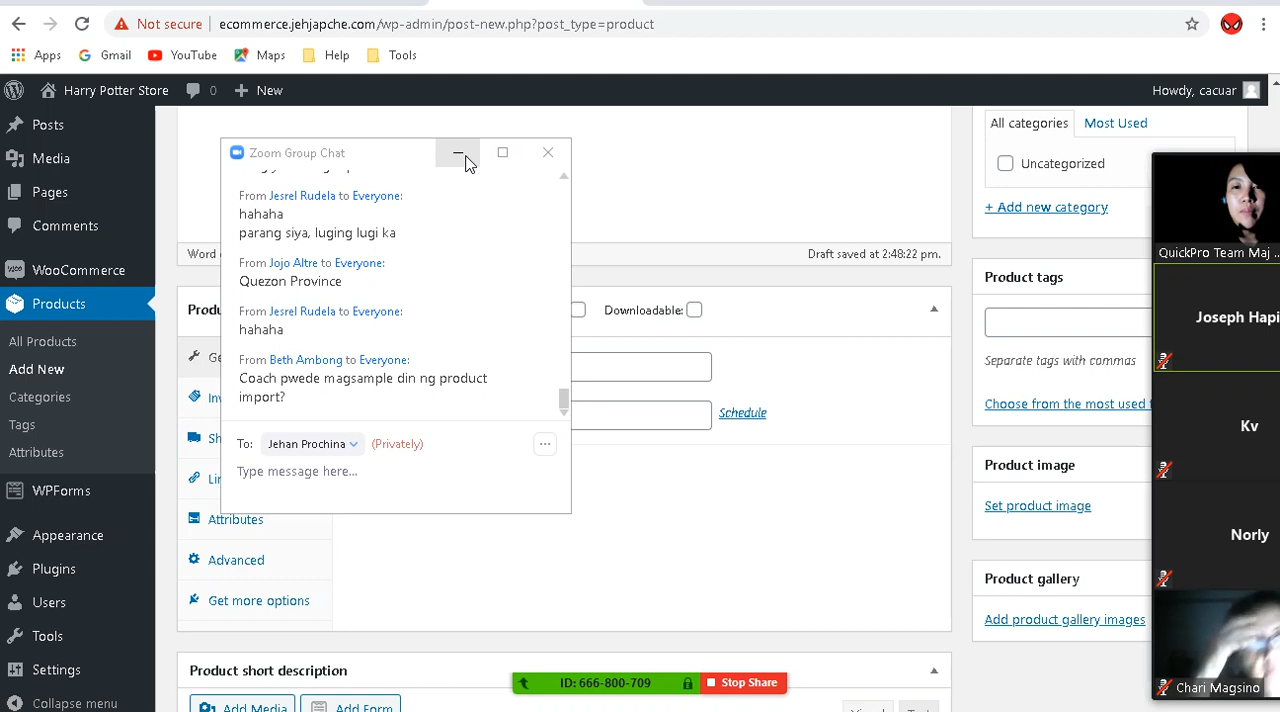 Not secure
ecommerce.jehjapche.com/wp-admin/post-new.php?post_type=product
Apps
Gmail
YouTube
Maps
Help
Tools
Harry Potter Store
0
New
Howdy, cacuar
Posts
Media
Pages
Comments
WooCommerce
Products
All Products
Add New
Categories
Tags
Attributes
WPForms
Appearance
Plugins
Users
Tools
Settings
Collapse menu
Zoom Group Chat
From Jesrel Rudela to Everyone:
hahaha
parang siya, luging lugi ka
From Jojo Altre to Everyone:
Quezon Province
From Jesrel Rudela to Everyone:
hahaha
From Beth Ambong to Everyone:
Coach pwede magsample din ng product
import?
To: Jehan Prochina (Privately)
Type message here...
Word
Draft saved at 2:48:22 pm.
Downloadable:
Schedule
Attributes
Advanced
Get more options
Product short description
Add Media
Add Form
ID: 666-800-709
Stop Share
All categories
Most Used
Uncategorized
+ Add new category
Product tags
Separate tags with commas
Choose from the most used
Product image
Set product image
Product gallery
Add product gallery images
QuickPro Team Maj ..
Joseph Hapi
Kv
Norly
Chari Magsino